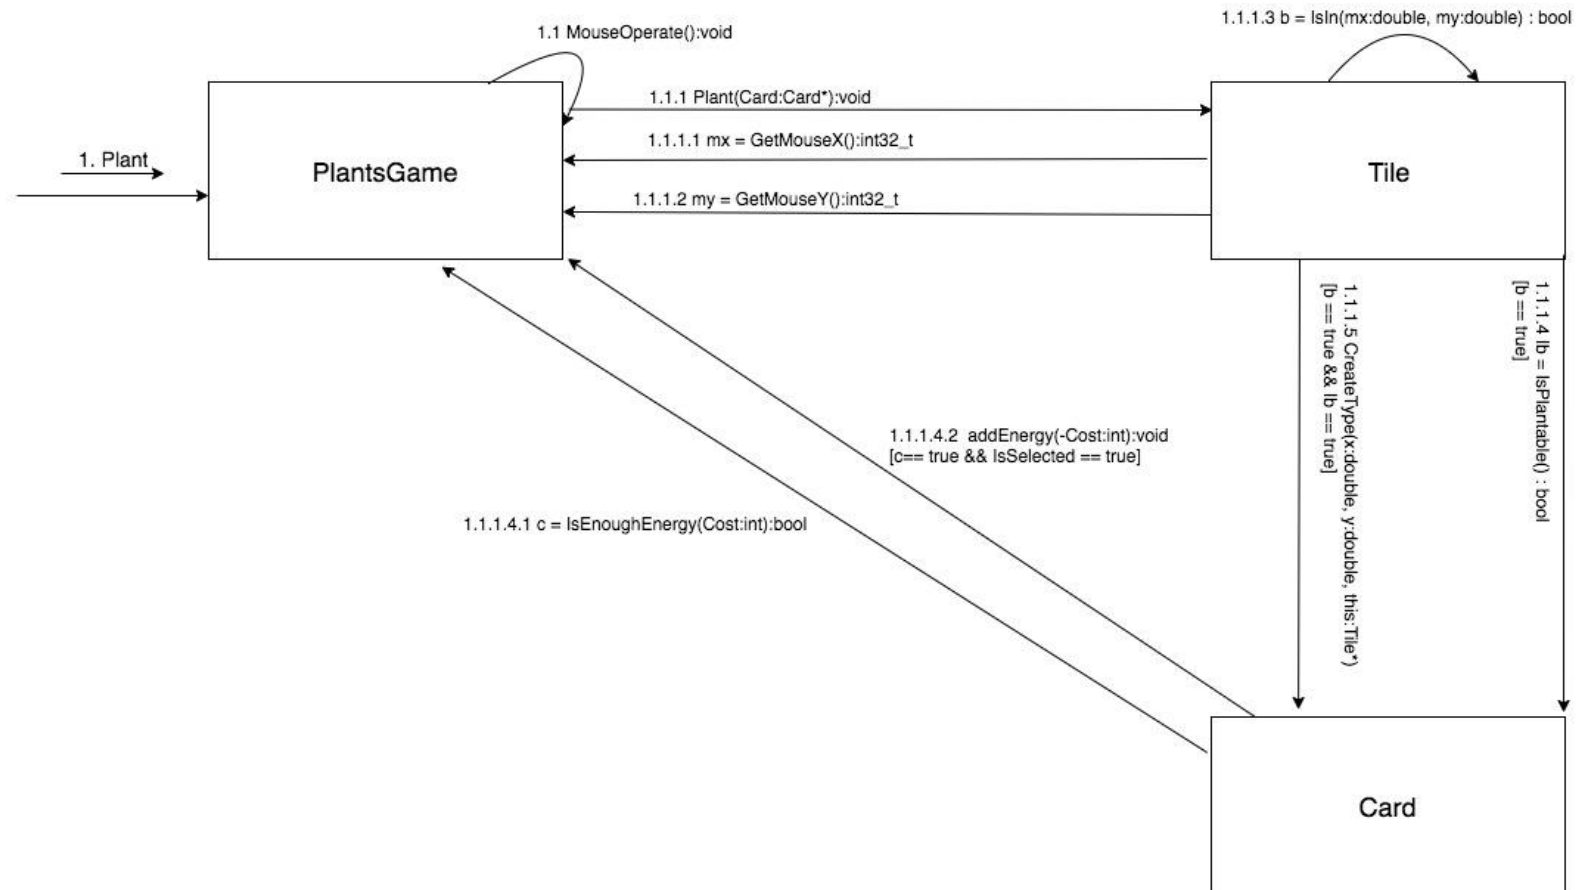 1.1.1.3 b = IsIn(mx:double, my:double) : bool
1.1 MouseOperate():void
1.1.1 Plant(Card:Card*):void
1.1.1.1 mx = GetMouseX():int32_t
1. Plant
PlantsGame
Tile
1.1.1.2 my = GetMouseY():int32_t
1.1.1.5 CreateType(x:double, y:double, this:Tile*)
[b == true && lb == true]
1.1.1.4 lb = IsPlantable() : bool
[b == true]
1.1.1.4.2 addEnergy(-Cost:int):void
[c== true && IsSelected == true]
1.1.1.4.1 c = IsEnoughEnergy(Cost:int):bool
Card